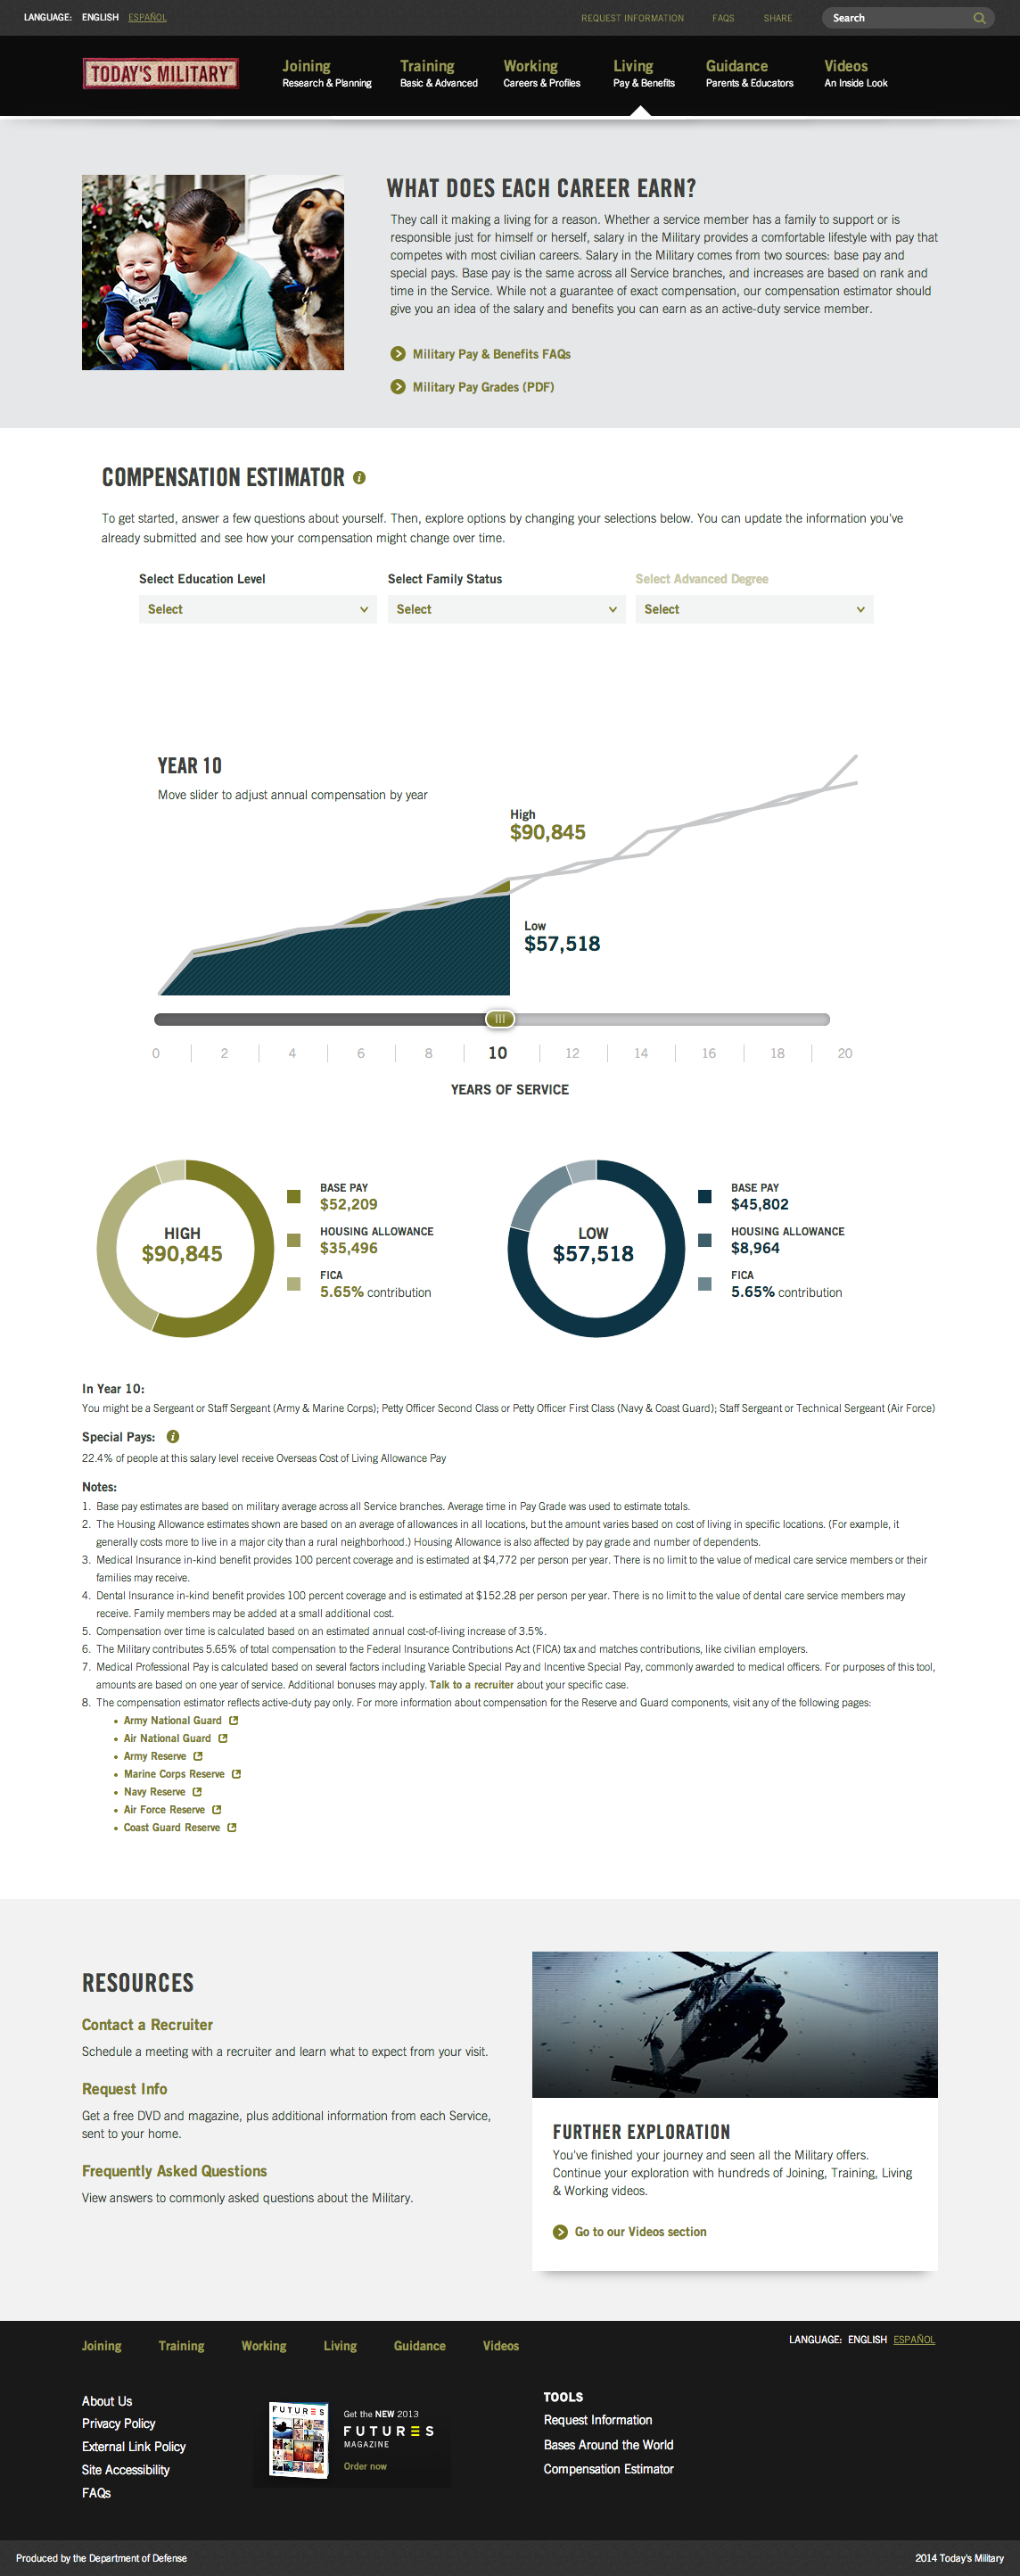 LANGUAGE: ENGLISH ESPAÑOL
REQUEST INFORMATION FAQS SHARE Search
TODAY'S MILITARY
Joining Training Working Living Guidance Videos
Research & Planning Basic & Advanced Careers & Profiles Pay & Benefits Parents & Educators An Inside Look
WHAT DOES EACH CAREER EARN?
They call it making a living for a reason. Whether a service member has a family to support or is
responsible just for himself or herself, salary in the Military provides a comfortable lifestyle with pay that
competes with most civilian careers. Salary in the Military comes from two sources: base pay and
special pays. Base pay is the same across all Service branches, and increases are based on rank and
time in the Service. While not a guarantee of exact compensation, our compensation estimator should
give you an idea of the salary and benefits you can earn as an active-duty service member.
Military Pay & Benefits FAQs
Military Pay Grades (PDF)
COMPENSATION ESTIMATOR i
To get started, answer a few questions about yourself. Then, explore options by changing your selections below. You can update the information you've
already submitted and see how your compensation might change over time.
Select Education Level Select Family Status Select Advanced Degree
Select Select Select
YEAR 10
Move slider to adjust annual compensation by year
High
$90,845
Low
$57,518
0 2 4 6 8 10 12 14 16 18 20
YEARS OF SERVICE
HIGH
$90,845
BASE PAY
$52,209
HOUSING ALLOWANCE
$35,496
FICA
5.65% contribution
LOW
$57,518
BASE PAY
$45,802
HOUSING ALLOWANCE
$8,964
FICA
5.65% contribution
In Year 10:
You might be a Sergeant or Staff Sergeant (Army & Marine Corps); Petty Officer Second Class or Petty Officer First Class (Navy & Coast Guard); Staff Sergeant or Technical Sergeant (Air Force)
Special Pays: i
22.4% of people at this salary level receive Overseas Cost of Living Allowance Pay
Notes:
1. Base pay estimates are based on military average across all Service branches. Average time in Pay Grade was used to estimate totals.
2. The Housing Allowance estimates shown are based on an average of allowances in all locations, but the amount varies based on cost of living in specific locations. (For example, it
generally costs more to live in a major city than a rural neighborhood.) Housing Allowance is also affected by pay grade and number of dependents.
3. Medical Insurance in-kind benefit provides 100 percent coverage and is estimated at $4,772 per person per year. There is no limit to the value of medical care service members or their
families may receive.
4. Dental Insurance in-kind benefit provides 100 percent coverage and is estimated at $152.28 per person per year. There is no limit to the value of dental care service members may
receive. Family members may be added at a small additional cost.
5. Compensation over time is calculated based on an estimated annual cost-of-living increase of 3.5%.
6. The Military contributes 5.65% of total compensation to the Federal Insurance Contributions Act (FICA) tax and matches contributions, like civilian employers.
7. Medical Professional Pay is calculated based on several factors including Variable Special Pay and Incentive Special Pay, commonly awarded to medical officers. For purposes of this tool,
amounts are based on one year of service. Additional bonuses may apply. Talk to a recruiter about your specific case.
8. The compensation estimator reflects active-duty pay only. For more information about compensation for the Reserve and Guard components, visit any of the following pages:
• Army National Guard
• Air National Guard
• Army Reserve
• Marine Corps Reserve
• Navy Reserve
• Air Force Reserve
• Coast Guard Reserve
RESOURCES
Contact a Recruiter
Schedule a meeting with a recruiter and learn what to expect from your visit.
Request Info
Get a free DVD and magazine, plus additional information from each Service,
sent to your home.
Frequently Asked Questions
View answers to commonly asked questions about the Military.
FURTHER EXPLORATION
You've finished your journey and seen all the Military offers.
Continue your exploration with hundreds of Joining, Training, Living
& Working videos.
Go to our Videos section
Joining Training Working Living Guidance Videos
LANGUAGE: ENGLISH ESPAÑOL
About Us
Privacy Policy
External Link Policy
Site Accessibility
FAQs
FUTURES
Get the NEW 2013
FUTURES
MAGAZINE
Order now
TOOLS
Request Information
Bases Around the World
Compensation Estimator
Produced by the Department of Defense
2014 Today's Military